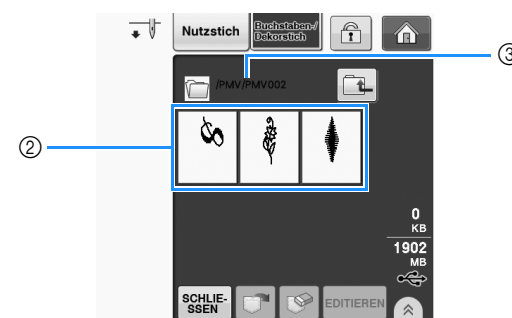 Nutzstich
Buchstaben-/
Dekorstich
③
/PMV/PMV002
②
0
KB
1902
MB
SCHLIE-
SSEN
EDITIEREN